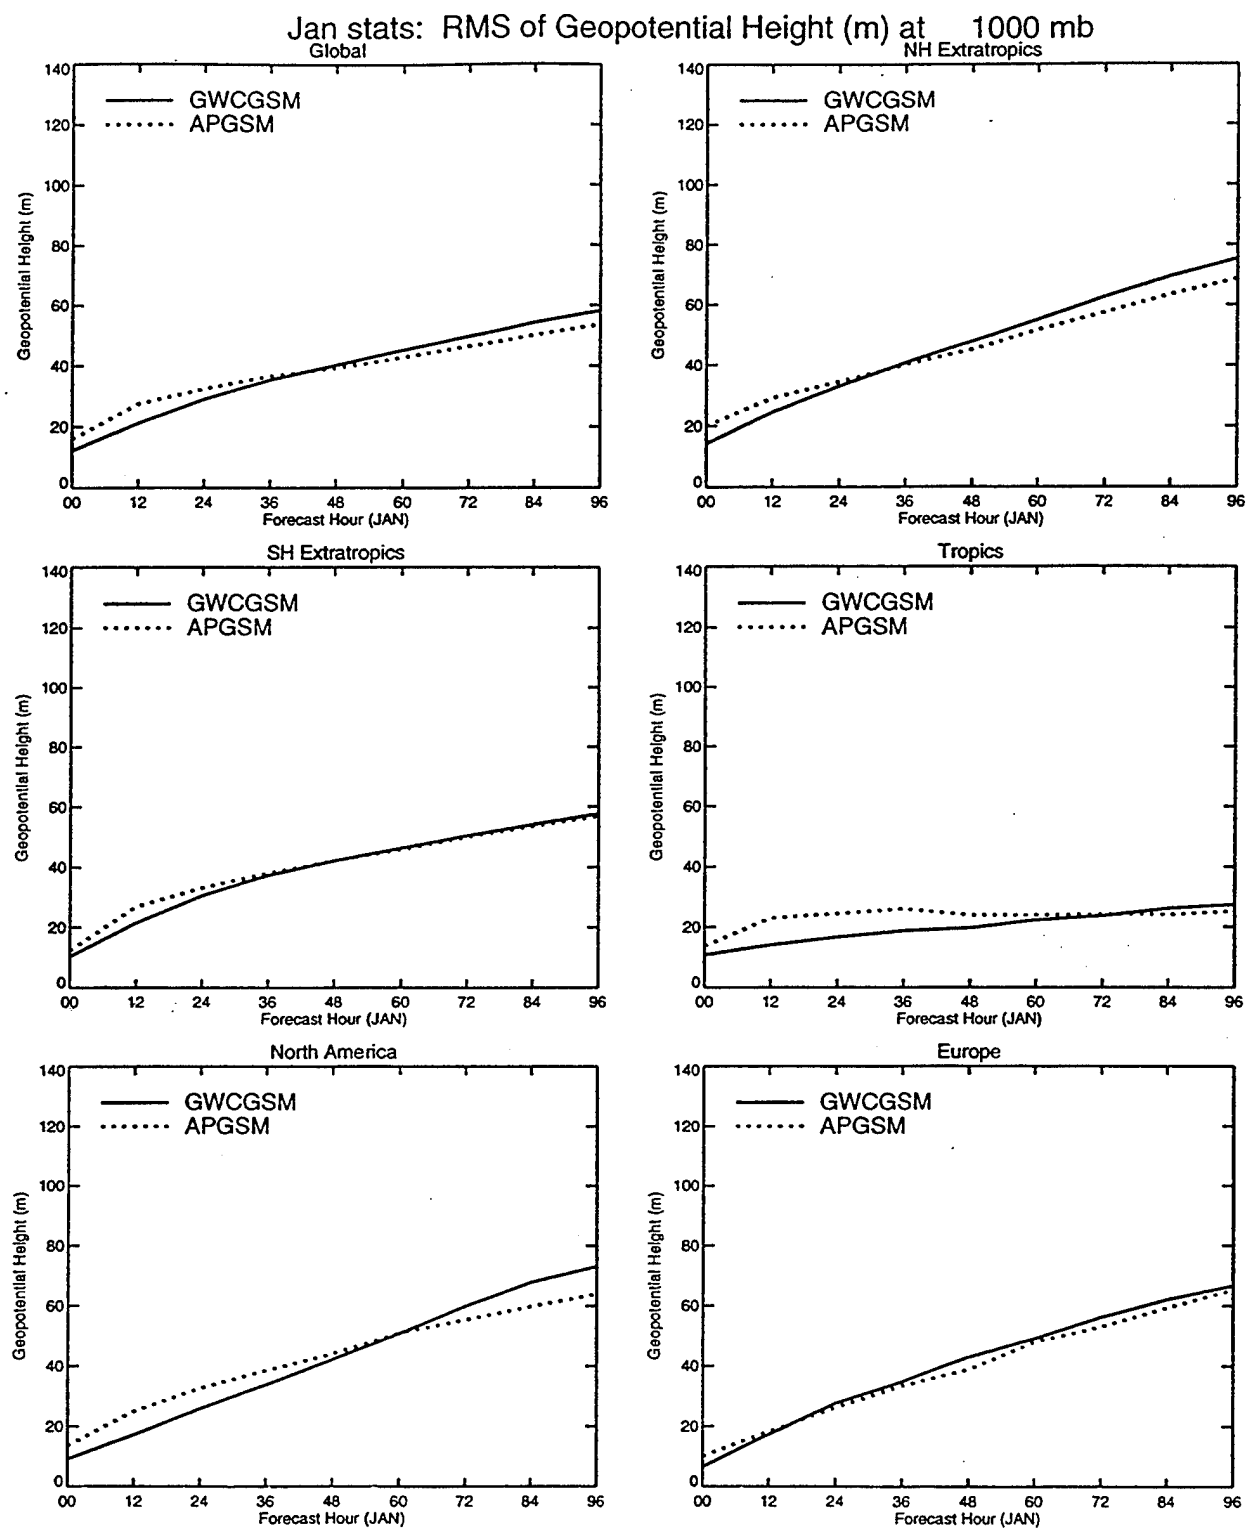 Jan stats: RMS of Geopotential Height (m) at 1000 mb
Global
140
120
100
80
60
40
20
0
Geopotential Height (m)
GWCGSM
APGSM
00 12 24 36 48 60 72 84 96
Forecast Hour (JAN)
NH Extratropics
140
120
100
80
60
40
20
0
Geopotential Height (m)
GWCGSM
APGSM
00 12 24 36 48 60 72 84 96
Forecast Hour (JAN)
SH Extratropics
140
120
100
80
60
40
20
0
Geopotential Height (m)
GWCGSM
APGSM
00 12 24 36 48 60 72 84 96
Forecast Hour (JAN)
Tropics
140
120
100
80
60
40
20
0
Geopotential Height (m)
GWCGSM
APGSM
00 12 24 36 48 60 72 84 96
Forecast Hour (JAN)
North America
140
120
100
80
60
40
20
0
Geopotential Height (m)
GWCGSM
APGSM
00 12 24 36 48 60 72 84 96
Forecast Hour (JAN)
Europe
140
120
100
80
60
40
20
0
Geopotential Height (m)
GWCGSM
APGSM
00 12 24 36 48 60 72 84 96
Forecast Hour (JAN)